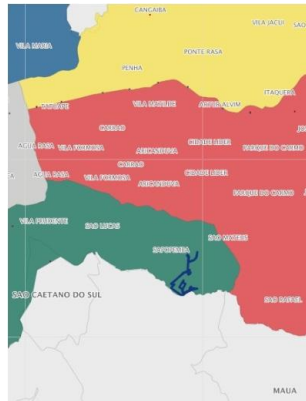 CANGAIBA
VILA JACUI
SAO
VILA MARIA
PONTE RASA
PENHA
ITAQUERA
TATUAPE
VILA MATILDE
ARTUR ALVIM
CARRAO
CIDADE LIDER
AGUA RASA
VILA FORMOSA
ARICANDUVA
PARQUE DO CARMO
CARRAO
CIDADE LIDER
AGUA RASA
VILA FORMOSA
ARICANDUVA
PARQUE DO CARMO
VILA PRUDENTE
SAO LUCAS
SAO MATEUS
SAPOPEMBA
SAO CAETANO DO SUL
SAO RAFAEL
MAUA